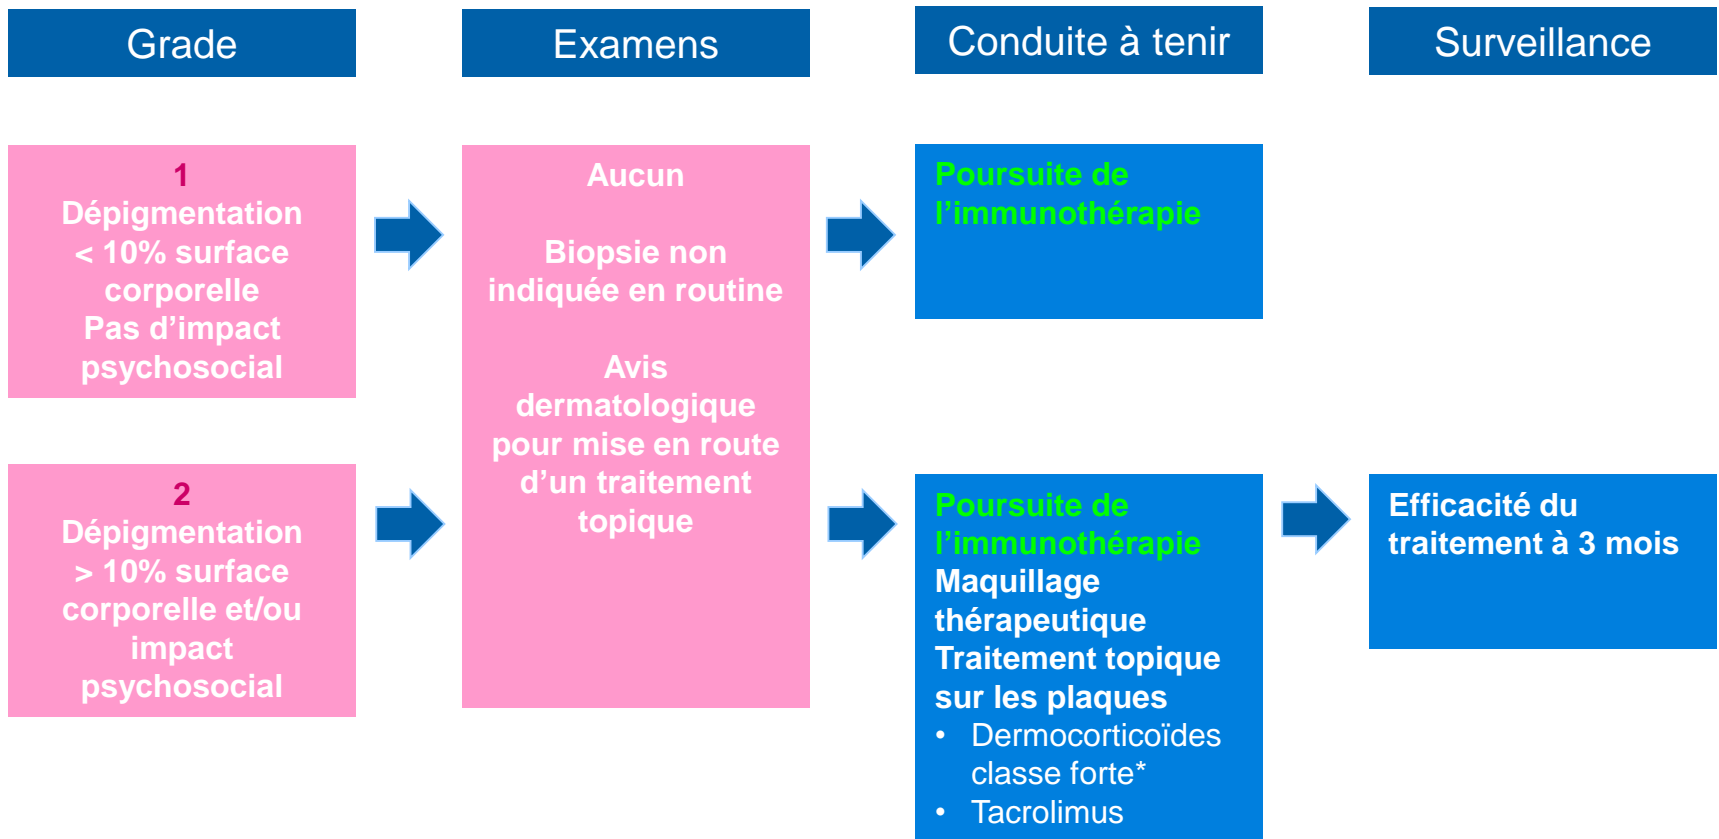 Grade
Examens
Conduite à tenir
Surveillance
1
Dépigmentation
< 10% surface
corporelle
Pas d’impact
psychosocial
Aucun
Biopsie non
indiquée en routine
Avis
dermatologique
pour mise en route
d’un traitement
topique
Poursuite de
l’immunothérapie
2
Dépigmentation
> 10% surface
corporelle et/ou
impact
psychosocial
Poursuite de
l’immunothérapie
Maquillage
thérapeutique
Traitement topique
sur les plaques
• Dermocorticoïdes
classe forte*
• Tacrolimus
Efficacité du
traitement à 3 mois